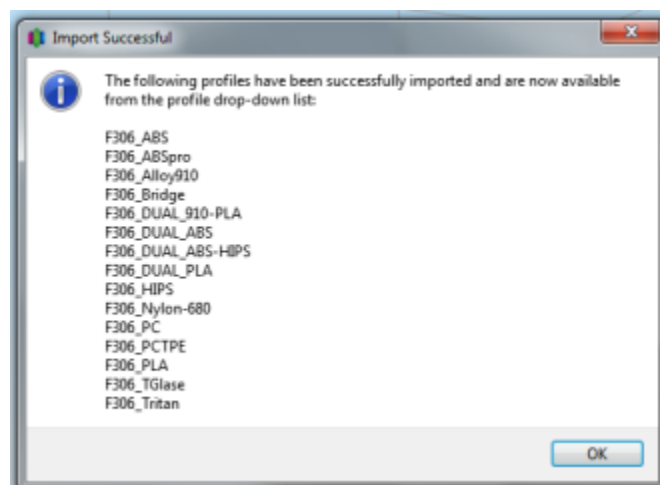 Import Successful
The following profiles have been successfully imported and are now available
from the profile drop-down list:
F306_ABS
F306_ABSpro
F306_Alloy910
F306_Bridge
F306_DUAL_910-PLA
F306_DUAL_ABS
F306_DUAL_ABS-HIPS
F306_DUAL_PLA
F306_HIPS
F306_Nylon-680
F306_PC
F306_PCTPE
F306_PLA
F306_TGlase
F306_Tritan
OK